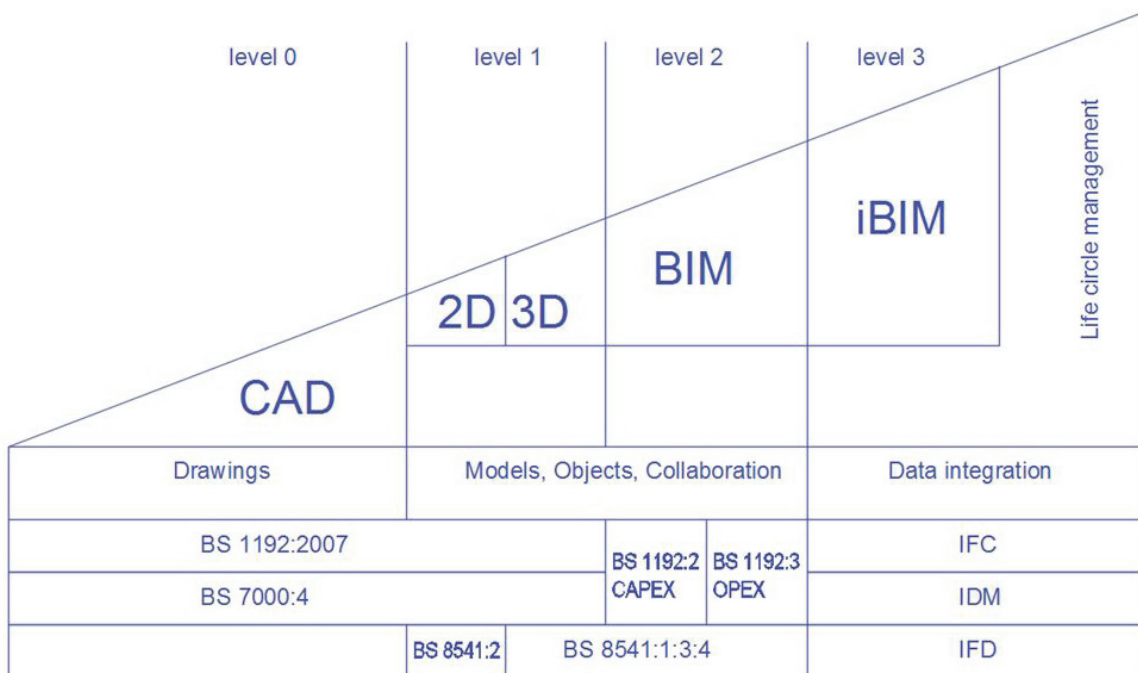 level 0
level 1
level 2
level 3
Life circle management
iBIM
BIM
2D
3D
CAD
Drawings
Models, Objects, Collaboration
Data integration
BS 1192:2007
BS 1192:2
CAPEX
BS 1192:3
OPEX
IFC
BS 7000:4
IDM
BS 8541:2
BS 8541:1:3:4
IFD